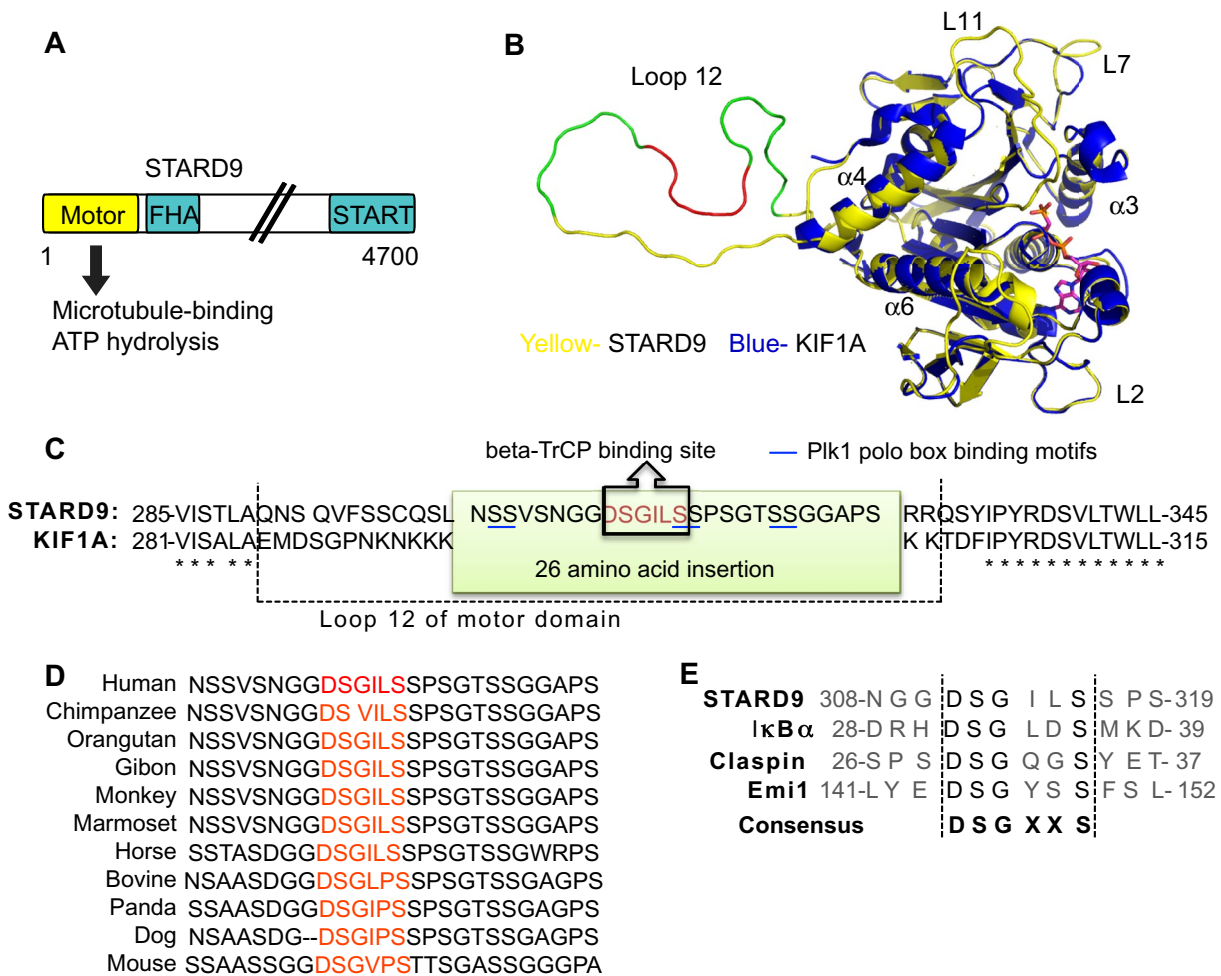 A
STARD9
Motor FHA START
1 4700
Microtubule-binding
ATP hydrolysis
B
Loop 12
L11
L7
α4
α3
α6
L2
Yellow- STARD9 Blue- KIF1A
C
beta-TrCP binding site
Plk1 polo box binding motifs
STARD9: 285-VISTLAQNS QVFSSCQSL NSSVSNGGDSGILSSPSGTSSGGAPS RRQSYIPYRDSVLTWLL-345
KIF1A: 281-VISALAEMDSGPNKNKKK K KTDFIPYRDSVLTWLL-315
* * * * * * * * * * * * * * * * *
26 amino acid insertion
Loop 12 of motor domain
D
Human NSSVSNGGDSGILSSPSGTSSGGAPS
Chimpanzee NSSVSNGGDS VILSSPSGTSSGGAPS
Orangutan NSSVSNGGDSGILSSPSGTSSGGAPS
Gibon NSSVSNGGDSGILSSPSGTSSGGAPS
Monkey NSSVSNGGDSGILSSPSGTSSGGAPS
Marmoset NSSVSNGGDSGILSSPSGTSSGGAPS
Horse SSTASDGGDSGILSSPSGTSSGWRPS
Bovine NSAASDGGDSGLPSSPSGTSSGAGPS
Panda SSAASDGGDSGIPSSPSGTSSGAGPS
Dog NSAASDG--DSGIPSSPSGTSSGAGPS
Mouse SSAASSGGDSGVPSTTSGASSGGGPA
E
STARD9 308-N G G D S G I L S S P S-319
IκBα 28-D R H D S G L D S M K D- 39
Claspin 26-S P S D S G Q G S Y E T- 37
Emi1 141-L Y E D S G Y S S F S L-152
Consensus D S G X X S